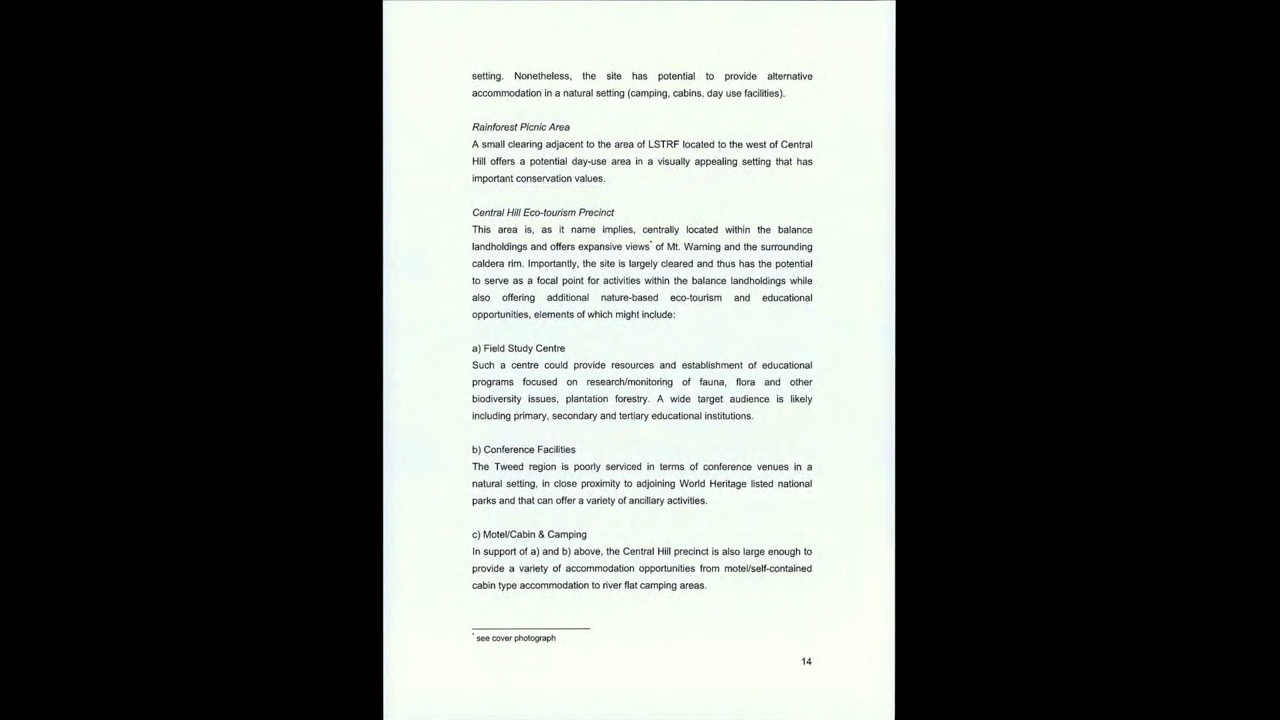 setting. Nonetheless, the site has potential to provide alternative
accommodation in a natural setting (camping, cabins, day use facilities).
Rainforest Picnic Area
A small clearing adjacent to the area of LSTRF located to the west of Central
Hill offers a potential day-use area in a visually appealing setting that has
important conservation values.
Central Hill Eco-tourism Precinct
This area is, as it name implies, centrally located within the balance
landholdings and offers expansive views* of Mt. Warning and the surrounding
caldera rim. Importantly, the site is largely cleared and thus has the potential
to serve as a focal point for activities within the balance landholdings while
also offering additional nature-based eco-tourism and educational
opportunities, elements of which might include:
a) Field Study Centre
Such a centre could provide resources and establishment of educational
programs focused on research/monitoring of fauna, flora and other
biodiversity issues, plantation forestry. A wide target audience is likely
including primary, secondary and tertiary educational institutions.
b) Conference Facilities
The Tweed region is poorly serviced in terms of conference venues in a
natural setting, in close proximity to adjoining World Heritage listed national
parks and that can offer a variety of ancillary activities.
c) Motel/Cabin & Camping
In support of a) and b) above, the Central Hill precinct is also large enough to
provide a variety of accommodation opportunities from motel/self-contained
cabin type accommodation to river flat camping areas.
* see cover photograph
14